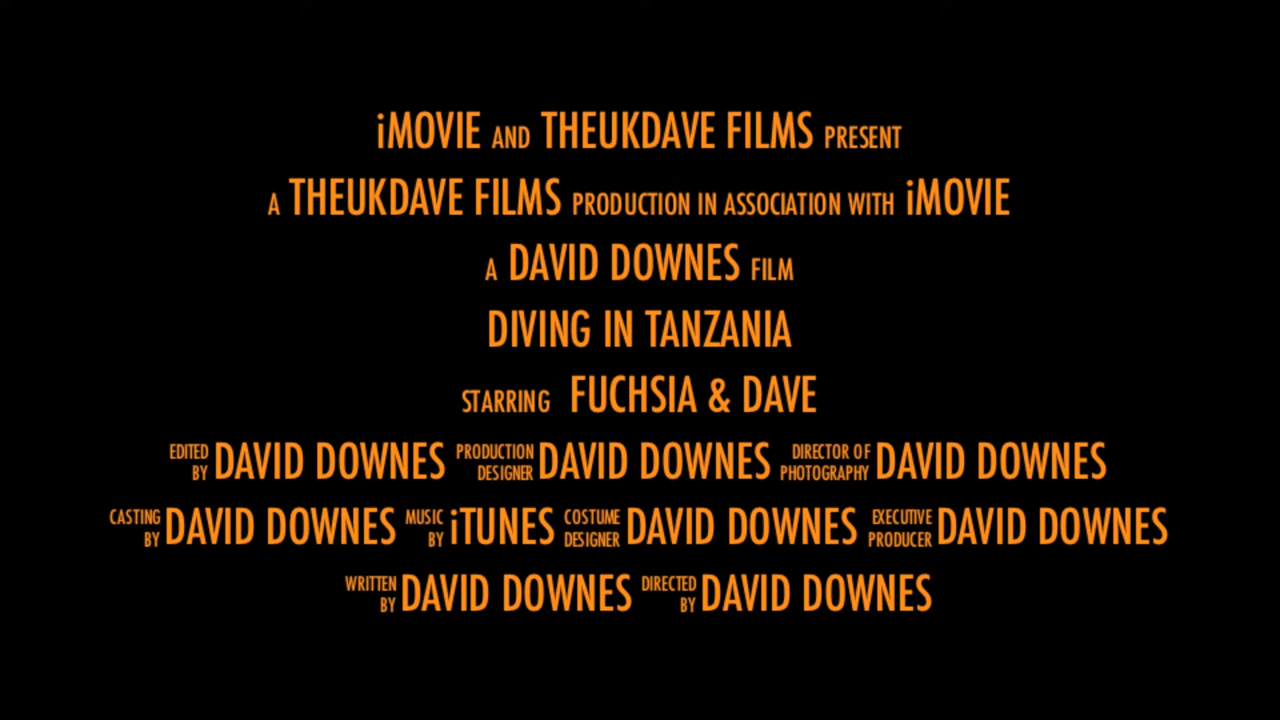 iMOVIE AND THEUKDAVE FILMS PRESENT
A THEUKDAVE FILMS PRODUCTION IN ASSOCIATION WITH iMOVIE
A DAVID DOWNES FILM
DIVING IN TANZANIA
STARRING FUCHSIA & DAVE
EDITED BY DAVID DOWNES PRODUCTION DESIGNER DAVID DOWNES DIRECTOR OF PHOTOGRAPHY DAVID DOWNES
CASTING BY DAVID DOWNES MUSIC BY iTUNES COSTUME DESIGNER DAVID DOWNES EXECUTIVE PRODUCER DAVID DOWNES
WRITTEN BY DAVID DOWNES DIRECTED BY DAVID DOWNES